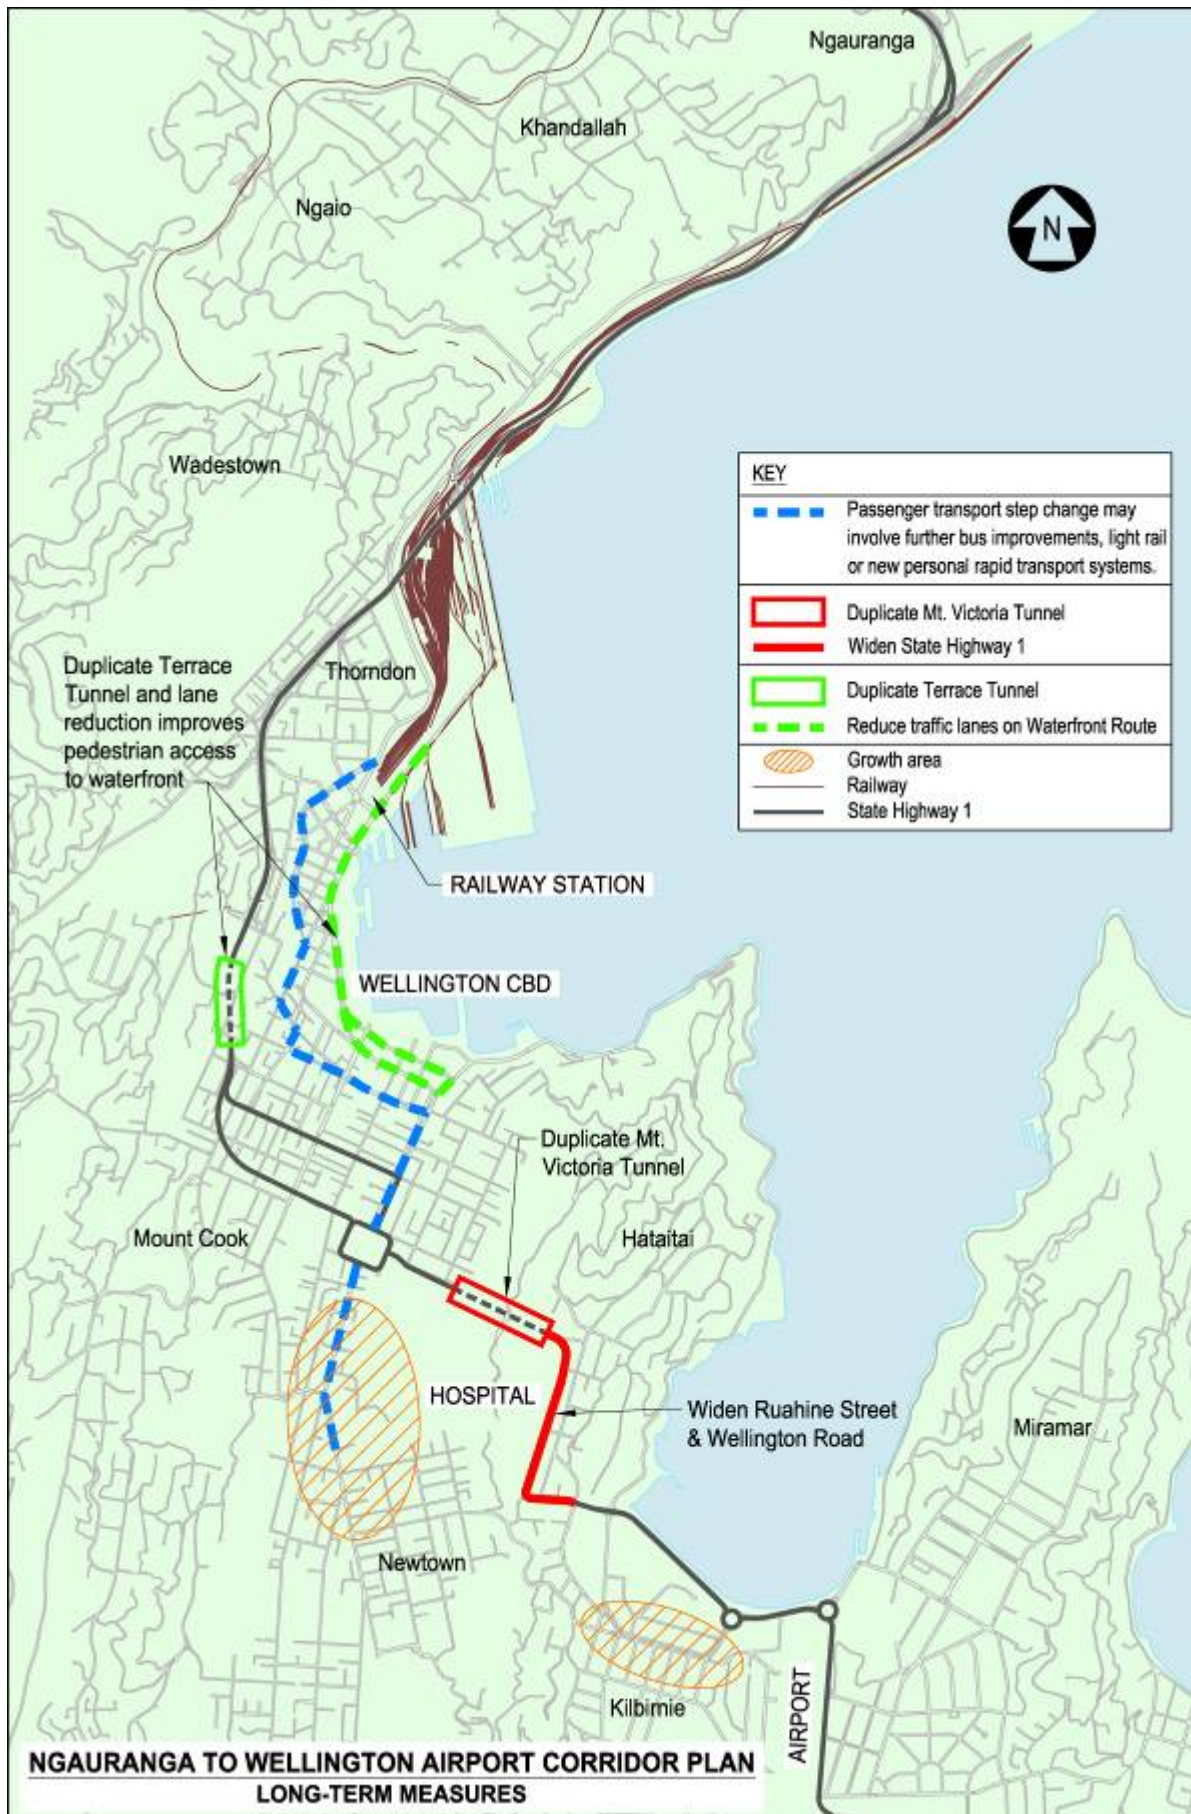 Ngauranga
Khandallah
Ngaio
N
Wadestown
KEY
Passenger transport step change may
involve further bus improvements, light rail
or new personal rapid transport systems.
Duplicate Mt. Victoria Tunnel
Widen State Highway 1
Duplicate Terrace Tunnel
Reduce traffic lanes on Waterfront Route
Growth area
Railway
State Highway 1
Duplicate Terrace
Tunnel and lane
reduction improves
pedestrian access
to waterfront
Thorndon
RAILWAY STATION
WELLINGTON CBD
Duplicate Mt.
Victoria Tunnel
Mount Cook
Hataitai
HOSPITAL
Widen Ruahine Street
& Wellington Road
Miramar
Newtown
Kilbirnie
AIRPORT
NGAURANGA TO WELLINGTON AIRPORT CORRIDOR PLAN
LONG-TERM MEASURES